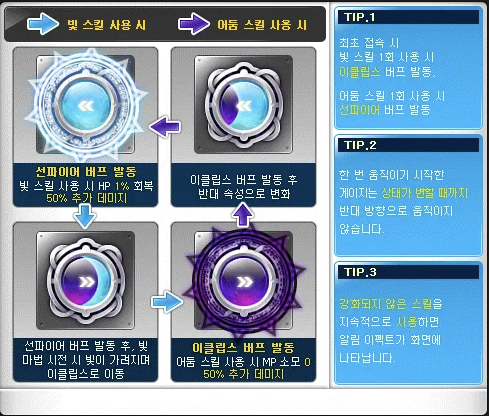 빛 스킬 사용 시
어둠 스킬 사용 시
선파이어 버프 발동
빛 스킬 사용 시 HP 1% 회복
50% 추가 데미지
이클립스 버프 발동 후
반대 속성으로 변화
선파이어 버프 발동 후, 빛
마법 시전 시 빛이 가려지며
이클립스로 이동
이클립스 버프 발동
어둠 스킬 사용 시 MP 소모 0
50% 추가 데미지
TIP.1
최초 접속 시
빛 스킬 1회 사용 시
이클립스 버프 발동,
어둠 스킬 1회 사용 시
선파이어 버프 발동
TIP.2
한 번 움직이기 시작한
게이지는 상태가 변할 때까지
반대 방향으로 움직이지
않습니다.
TIP.3
강화되지 않은 스킬을
지속적으로 사용하면
알림 이펙트가 화면에
나타납니다.